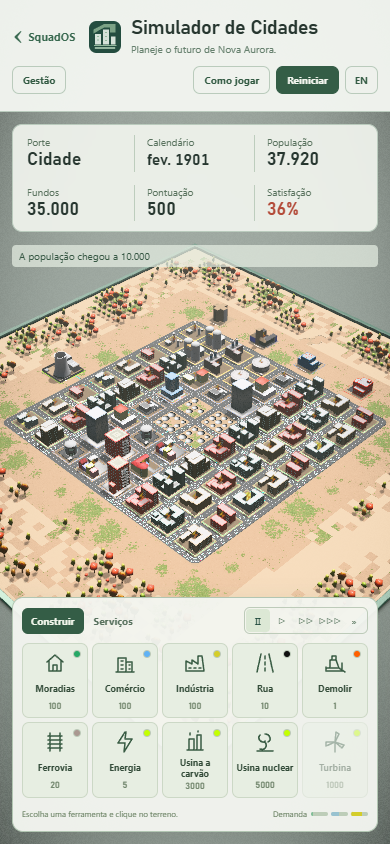 SquadOS
Simulador de Cidades
Planeje o futuro de Nova Aurora.
Gestão
Como jogar
Reiniciar
EN
Porte
Calendário
População
Cidade
fev. 1901
37.920
Fundos
Pontuação
Satisfação
35.000
500
36%
A população chegou a 10.000
Construir
Serviços
Moradias
Comércio
Indústria
Rua
Demolir
100
100
100
10
1
Ferrovia
Energia
Usina a
carvão
Usina nuclear
Turbina
20
5
3000
5000
1000
Escolha uma ferramenta e clique no terreno.
Demanda